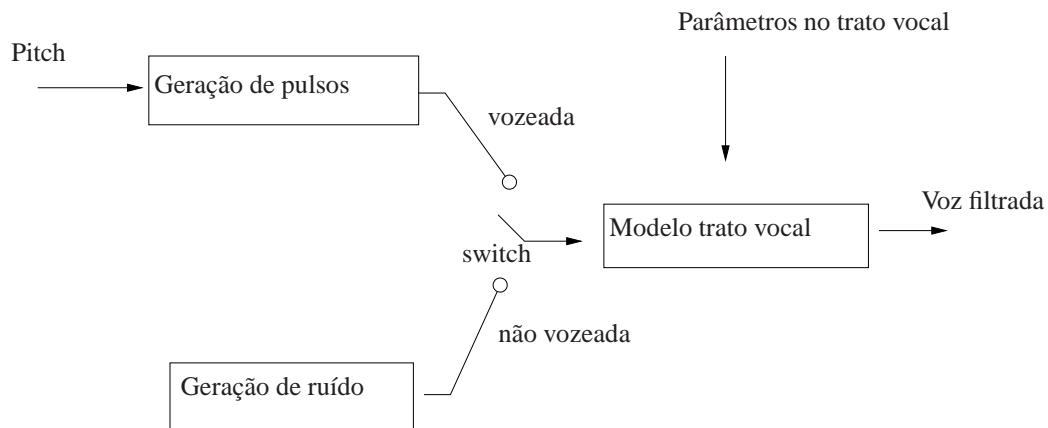 Parâmetros no trato vocal
Pitch
Geração de pulsos
vozeada
Voz filtrada
Modelo trato vocal
switch
não vozeada
Geração de ruído